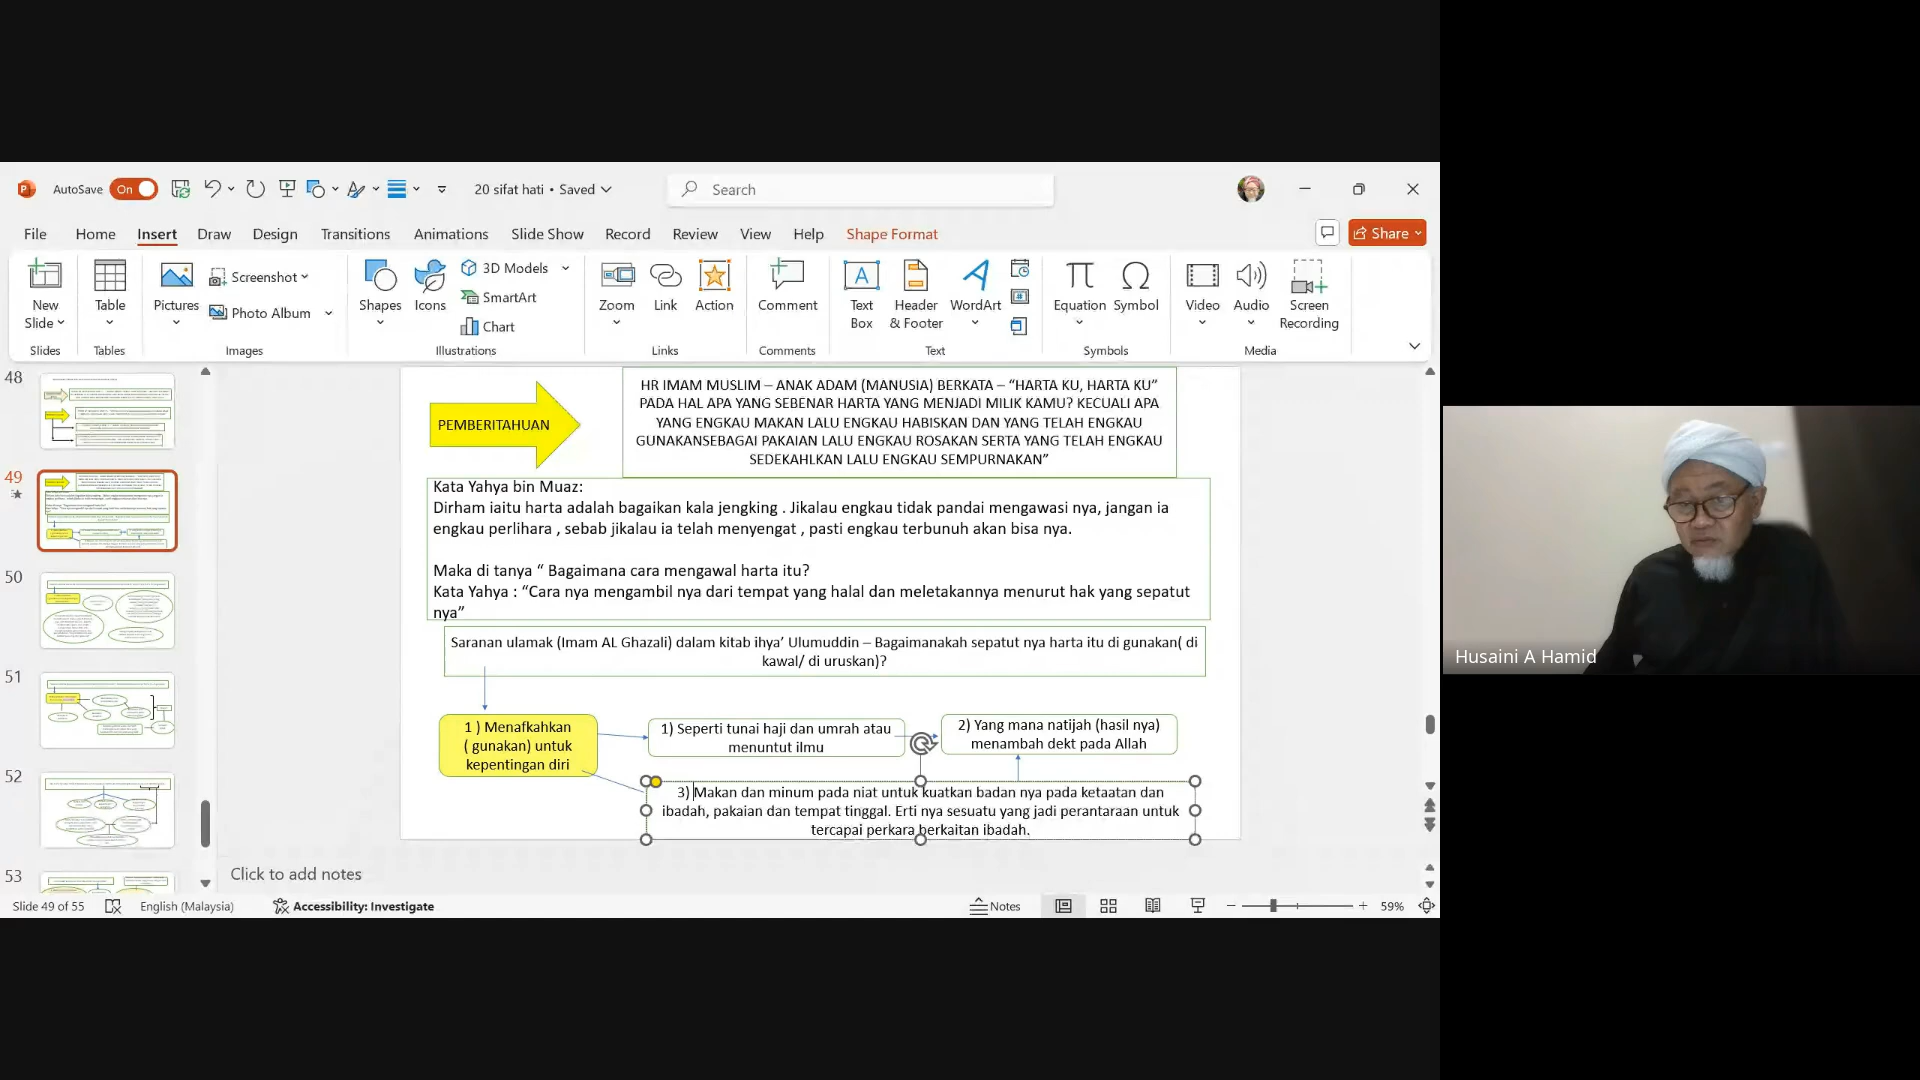 AutoSave On 20 sifat hati • Saved Search
File Home Insert Draw Design Transitions Animations Slide Show Record Review View Help Shape Format Share
New Slide
Table
Pictures
Screenshot
Photo Album
Shapes
Icons
3D Models
SmartArt
Chart
Zoom
Link
Action
Comment
Text Box
Header & Footer
WordArt
Equation
Symbol
Video
Audio
Screen Recording
Slides Tables Images Illustrations Links Comments Text Symbols Media
48
49
50
51
52
53
PEMBERITAHUAN
HR IMAM MUSLIM – ANAK ADAM (MANUSIA) BERKATA – “HARTA KU, HARTA KU”
PADA HAL APA YANG SEBENAR HARTA YANG MENJADI MILIK KAMU? KECUALI APA
YANG ENGKAU MAKAN LALU ENGKAU HABISKAN DAN YANG TELAH ENGKAU
GUNAKANSEBAGAI PAKAIAN LALU ENGKAU ROSAKAN SERTA YANG TELAH ENGKAU
SEDEKAHLKAN LALU ENGKAU SEMPURNAKAN”
Kata Yahya bin Muaz:
Dirham iaitu harta adalah bagaikan kala jengking . Jikalau engkau tidak pandai mengawasi nya, jangan ia
engkau perlihara , sebab jikalau ia telah menyengat , pasti engkau terbunuh akan bisa nya.
Maka di tanya “ Bagaimana cara mengawal harta itu?
Kata Yahya : “Cara nya mengambil nya dari tempat yang halal dan meletakannya menurut hak yang sepatut
nya”
Saranan ulamak (Imam AL Ghazali) dalam kitab ihya’ Ulumuddin – Bagaimanakah sepatut nya harta itu di gunakan( di
kawal/ di uruskan)?
1 ) Menafkahkan
( gunakan) untuk
kepentingan diri
1) Seperti tunai haji dan umrah atau
menuntut ilmu
2) Yang mana natijah (hasil nya)
menambah dekt pada Allah
3) Makan dan minum pada niat untuk kuatkan badan nya pada ketaatan dan
ibadah, pakaian dan tempat tinggal. Erti nya sesuatu yang jadi perantaraan untuk
tercapai perkara berkaitan ibadah.
Click to add notes
Slide 49 of 55 English (Malaysia) Accessibility: Investigate Notes 59%
Husaini A Hamid